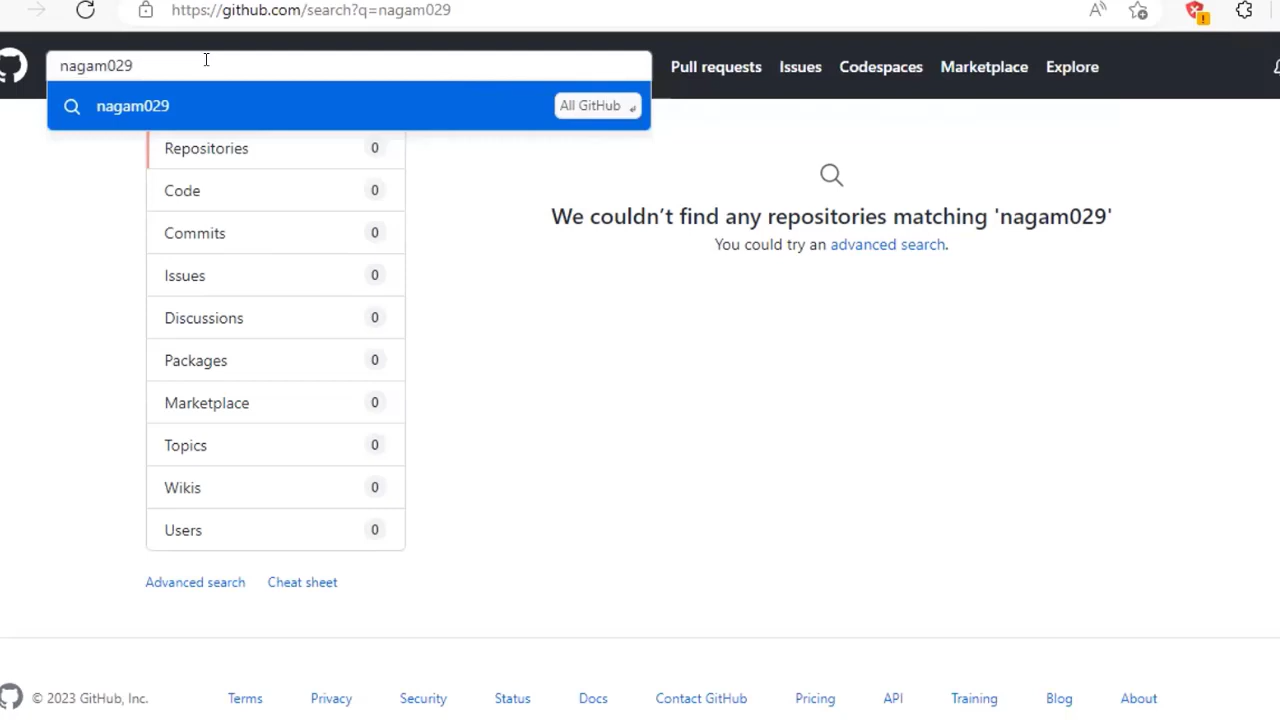 https://github.com/search?q=nagam029
nagam029
Pull requests Issues Codespaces Marketplace Explore
nagam029 All GitHub
Repositories 0
Code 0
Commits 0
Issues 0
Discussions 0
Packages 0
Marketplace 0
Topics 0
Wikis 0
Users 0
We couldn't find any repositories matching 'nagam029'
You could try an advanced search.
Advanced search Cheat sheet
© 2023 GitHub, Inc. Terms Privacy Security Status Docs Contact GitHub Pricing API Training Blog About